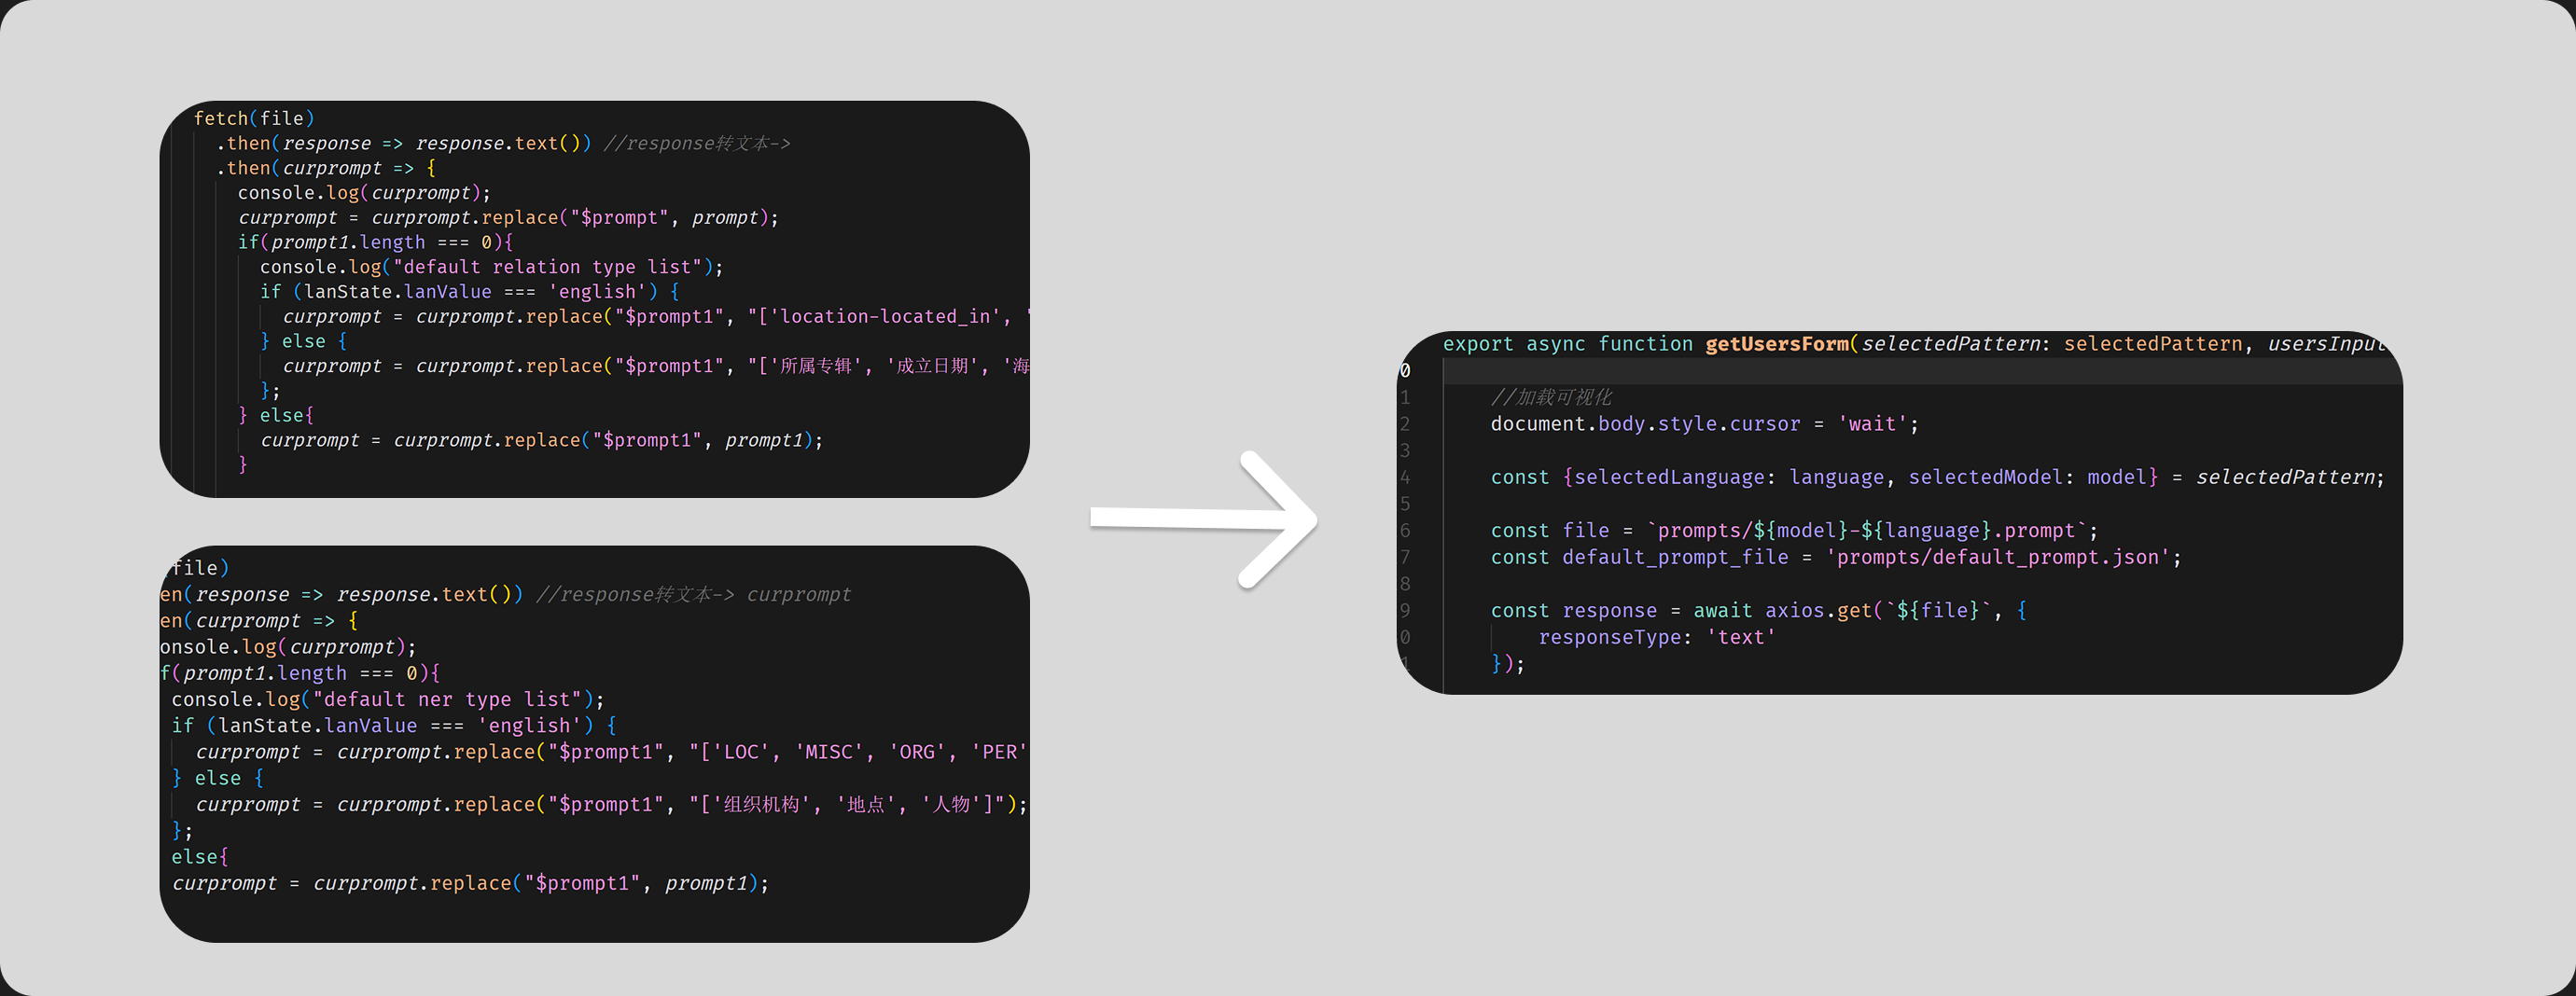 fetch(file)
.then(response => response.text()) //response转文本->
.then(curprompt => {
console.log(curprompt);
curprompt = curprompt.replace("$prompt", prompt);
if(prompt1.length === 0){
console.log("default relation type list");
if (lanState.lanValue === 'english') {
curprompt = curprompt.replace("$prompt1", "['location-located_in', '
} else {
curprompt = curprompt.replace("$prompt1", "['所属专辑', '成立日期', '海
};
} else{
curprompt = curprompt.replace("$prompt1", prompt1);
}
(file)
en(response => response.text()) //response转文本-> curprompt
en(curprompt => {
onsole.log(curprompt);
f(prompt1.length === 0){
console.log("default ner type list");
if (lanState.lanValue === 'english') {
curprompt = curprompt.replace("$prompt1", "['LOC', 'MISC', 'ORG', 'PER'
} else {
curprompt = curprompt.replace("$prompt1", "['组织机构', '地点', '人物']");
};
else{
curprompt = curprompt.replace("$prompt1", prompt1);
export async function getUsersForm(selectedPattern: selectedPattern, usersInput
0
1 //加载可视化
2 document.body.style.cursor = 'wait';
3
4 const {selectedLanguage: language, selectedModel: model} = selectedPattern;
5
6 const file = `prompts/${model}-${language}.prompt`;
7 const default_prompt_file = 'prompts/default_prompt.json';
8
9 const response = await axios.get(`${file}`, {
0 responseType: 'text'
1 });